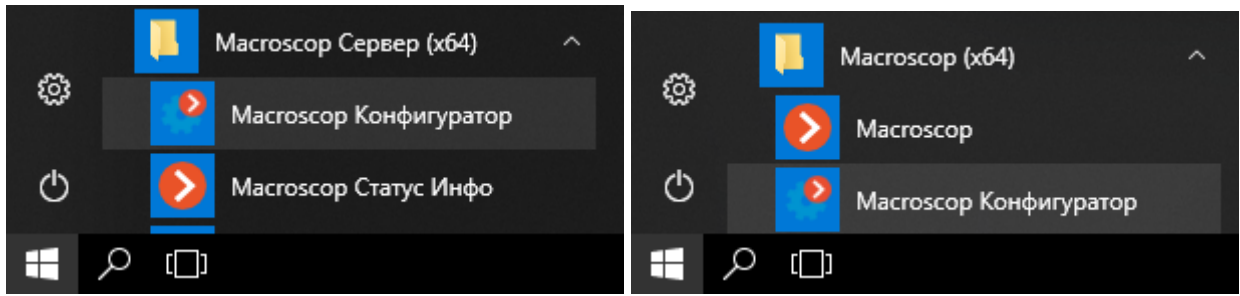 Macroscop Сервер (x64)
Macroscop Конфигуратор
Macroscop Статус Инфо
Macroscop (x64)
Macroscop
Macroscop Конфигуратор